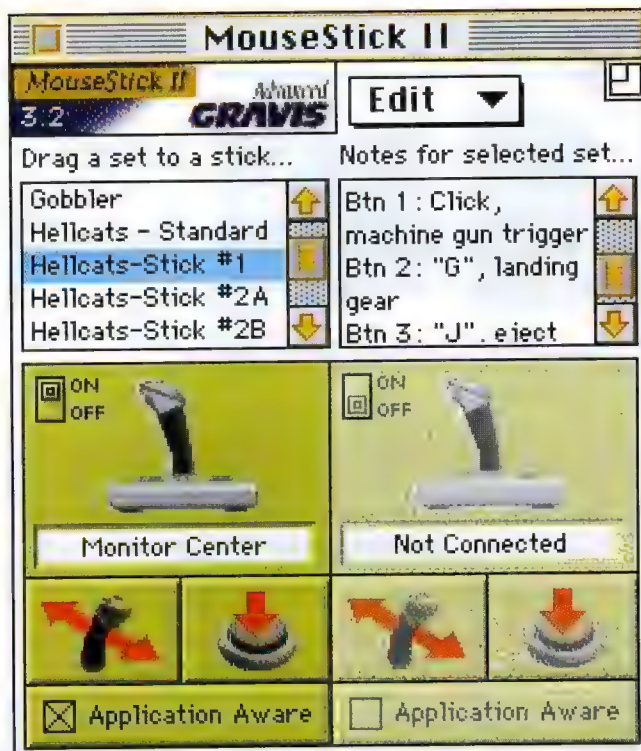 MouseStick II
MouseStick II
3.2
Advanced
GRAVIS
Edit
Drag a set to a stick...
Notes for selected set...
Gobbler
Hellcats - Standard
Hellcats-Stick #1
Hellcats-Stick #2A
Hellcats-Stick #2B
Btn 1 : Click,
machine gun trigger
Btn 2: "G", landing
gear
Btn 3: "J", eject
ON
OFF
ON
OFF
Monitor Center
Not Connected
Application Aware
Application Aware